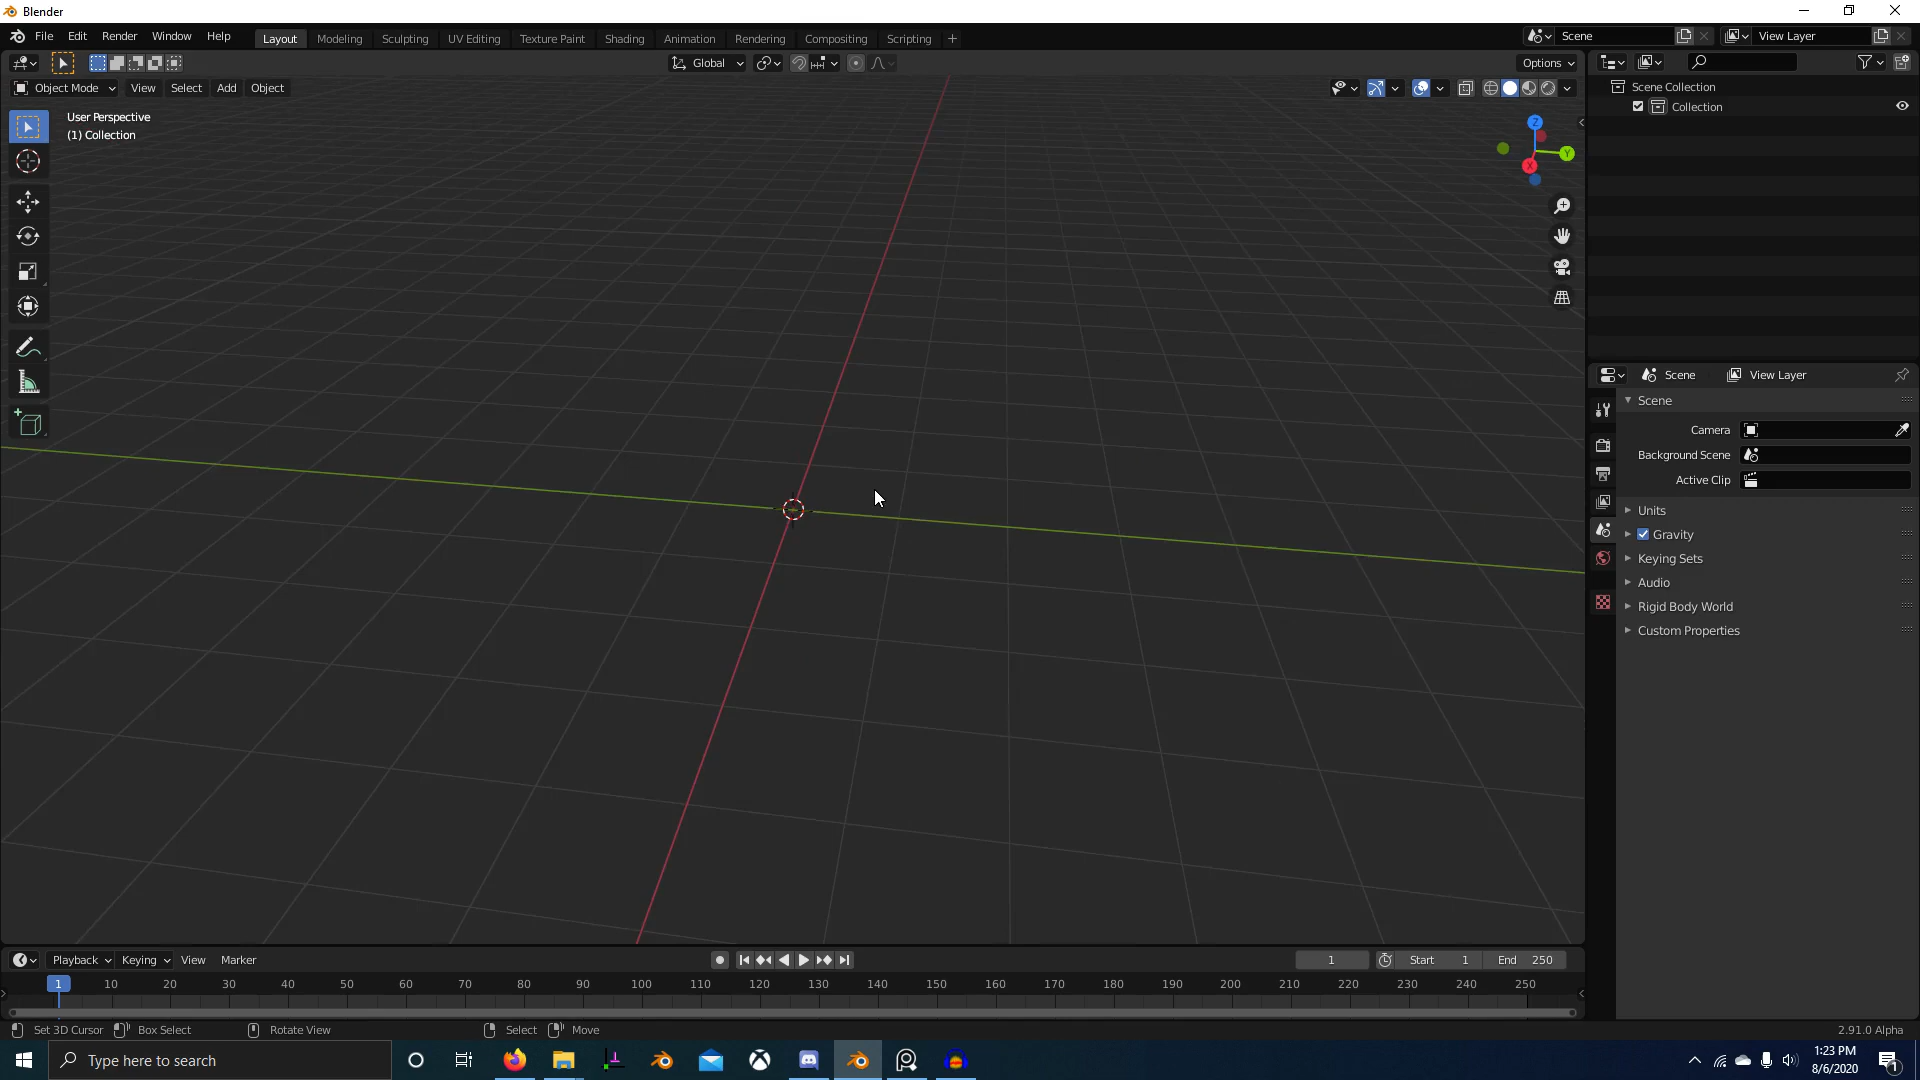 Blender
File Edit Render Window Help Layout Modeling Sculpting UV Editing Texture Paint Shading Animation Rendering Compositing Scripting + Scene View Layer
Global Options
Object Mode View Select Add Object
Scene Collection
Collection
User Perspective
(1) Collection
Z
Y
X
Scene View Layer
Scene
Camera
Background Scene
Active Clip
Units
Gravity
Keying Sets
Audio
Rigid Body World
Custom Properties
Playback Keying View Marker 1 Start 1 End 250
1 10 20 30 40 50 60 70 80 90 100 110 120 130 140 150 160 170 180 190 200 210 220 230 240 250
Set 3D Cursor Box Select Rotate View Select Move 2.91.0 Alpha
Type here to search
1:23 PM
8/6/2020
1